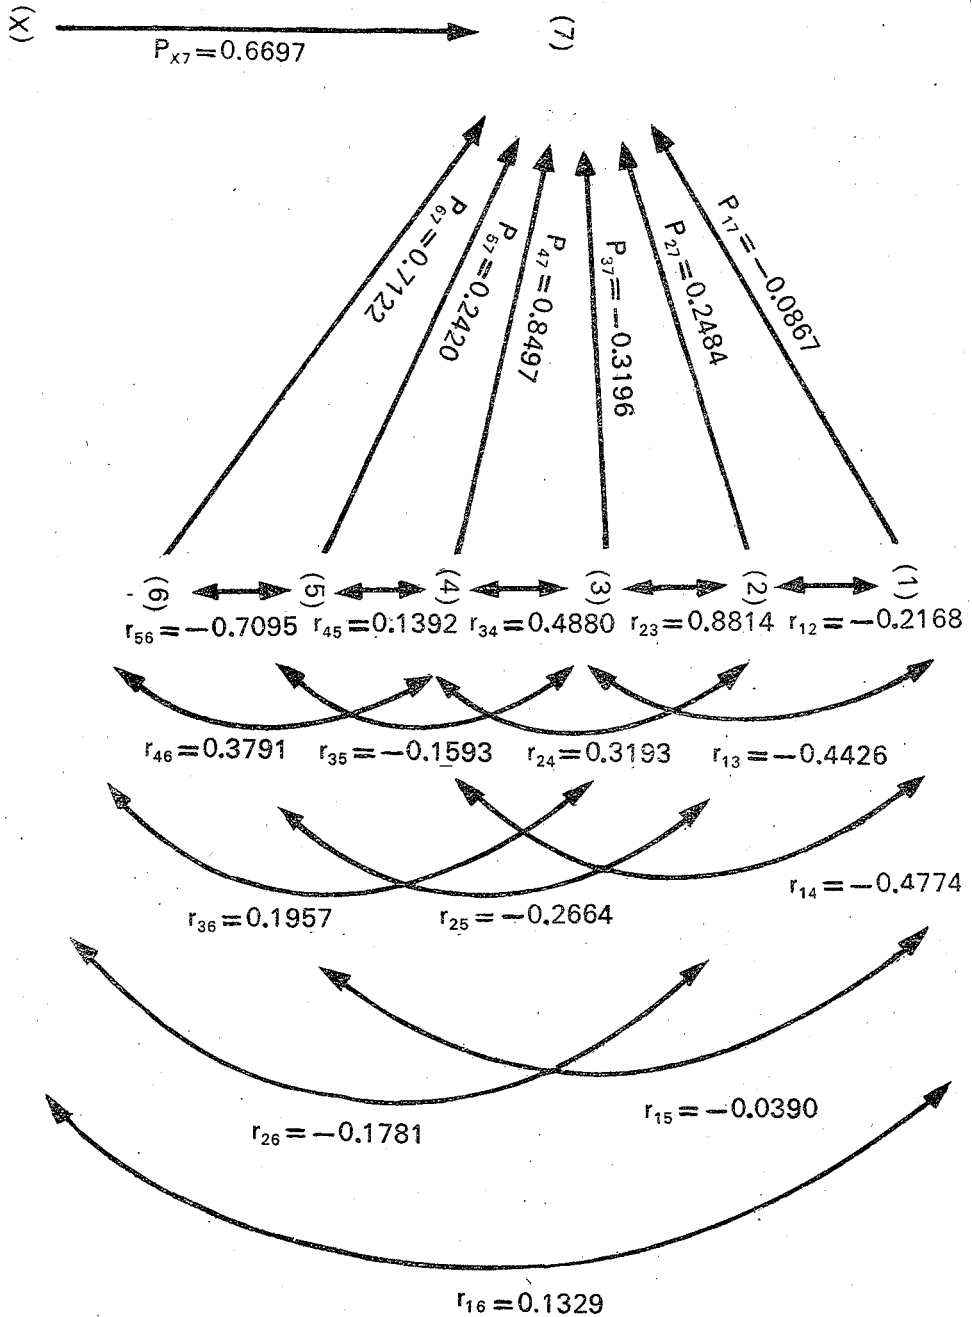 (X)
(7)
P_X7 = 0.6697
P_67 = 0.7122
P_57 = 0.2420
P_47 = 0.8497
P_37 = −0.3196
P_27 = 0.2484
P_17 = −0.0867
(6) (5) (4) (3) (2) (1)
r_56 = −0.7095 r_45 = 0.1392 r_34 = 0.4880 r_23 = 0.8814 r_12 = −0.2168
r_46 = 0.3791 r_35 = −0.1593 r_24 = 0.3193 r_13 = −0.4426
r_14 = −0.4774
r_36 = 0.1957 r_25 = −0.2664
r_15 = −0.0390
r_26 = −0.1781
r_16 = 0.1329